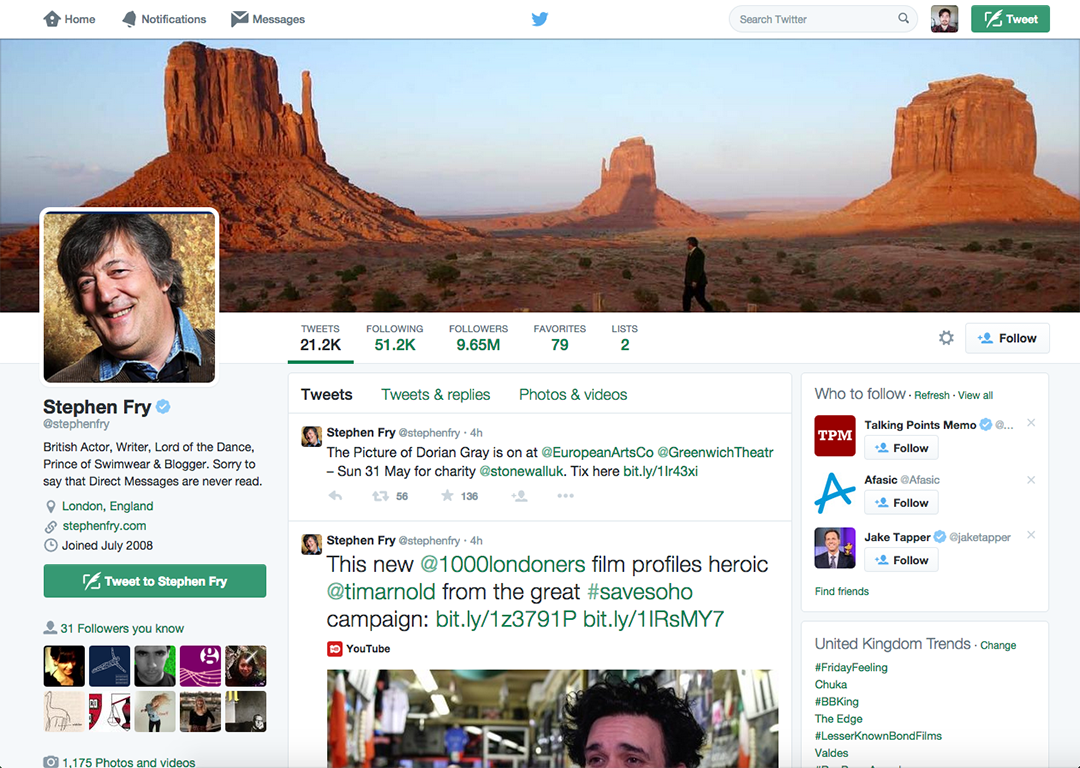 Home
Notifications
Messages
Search Twitter
Tweet
TWEETS
21.2K
FOLLOWING
51.2K
FOLLOWERS
9.65M
FAVORITES
79
LISTS
2
Follow
Stephen Fry
@stephenfry
British Actor, Writer, Lord of the Dance,
Prince of Swimwear & Blogger. Sorry to
say that Direct Messages are never read.
London, England
stephenfry.com
Joined July 2008
Tweet to Stephen Fry
31 Followers you know
1,175 Photos and videos
Tweets
Tweets & replies
Photos & videos
Stephen Fry @stephenfry · 4h
The Picture of Dorian Gray is on at @EuropeanArtsCo @GreenwichTheatr
– Sun 31 May for charity @stonewalluk. Tix here bit.ly/1Ir43xi
56
136
Stephen Fry @stephenfry · 4h
This new @1000londoners film profiles heroic
@timarnold from the great #savesoho
campaign: bit.ly/1z3791P bit.ly/1IRsMY7
YouTube
Who to follow · Refresh · View all
TPM
Talking Points Memo @...
Follow
Afasic @Afasic
Follow
Jake Tapper @jaketapper
Follow
Find friends
United Kingdom Trends · Change
#FridayFeeling
Chuka
#BBKing
The Edge
#LesserKnownBondFilms
Valdes